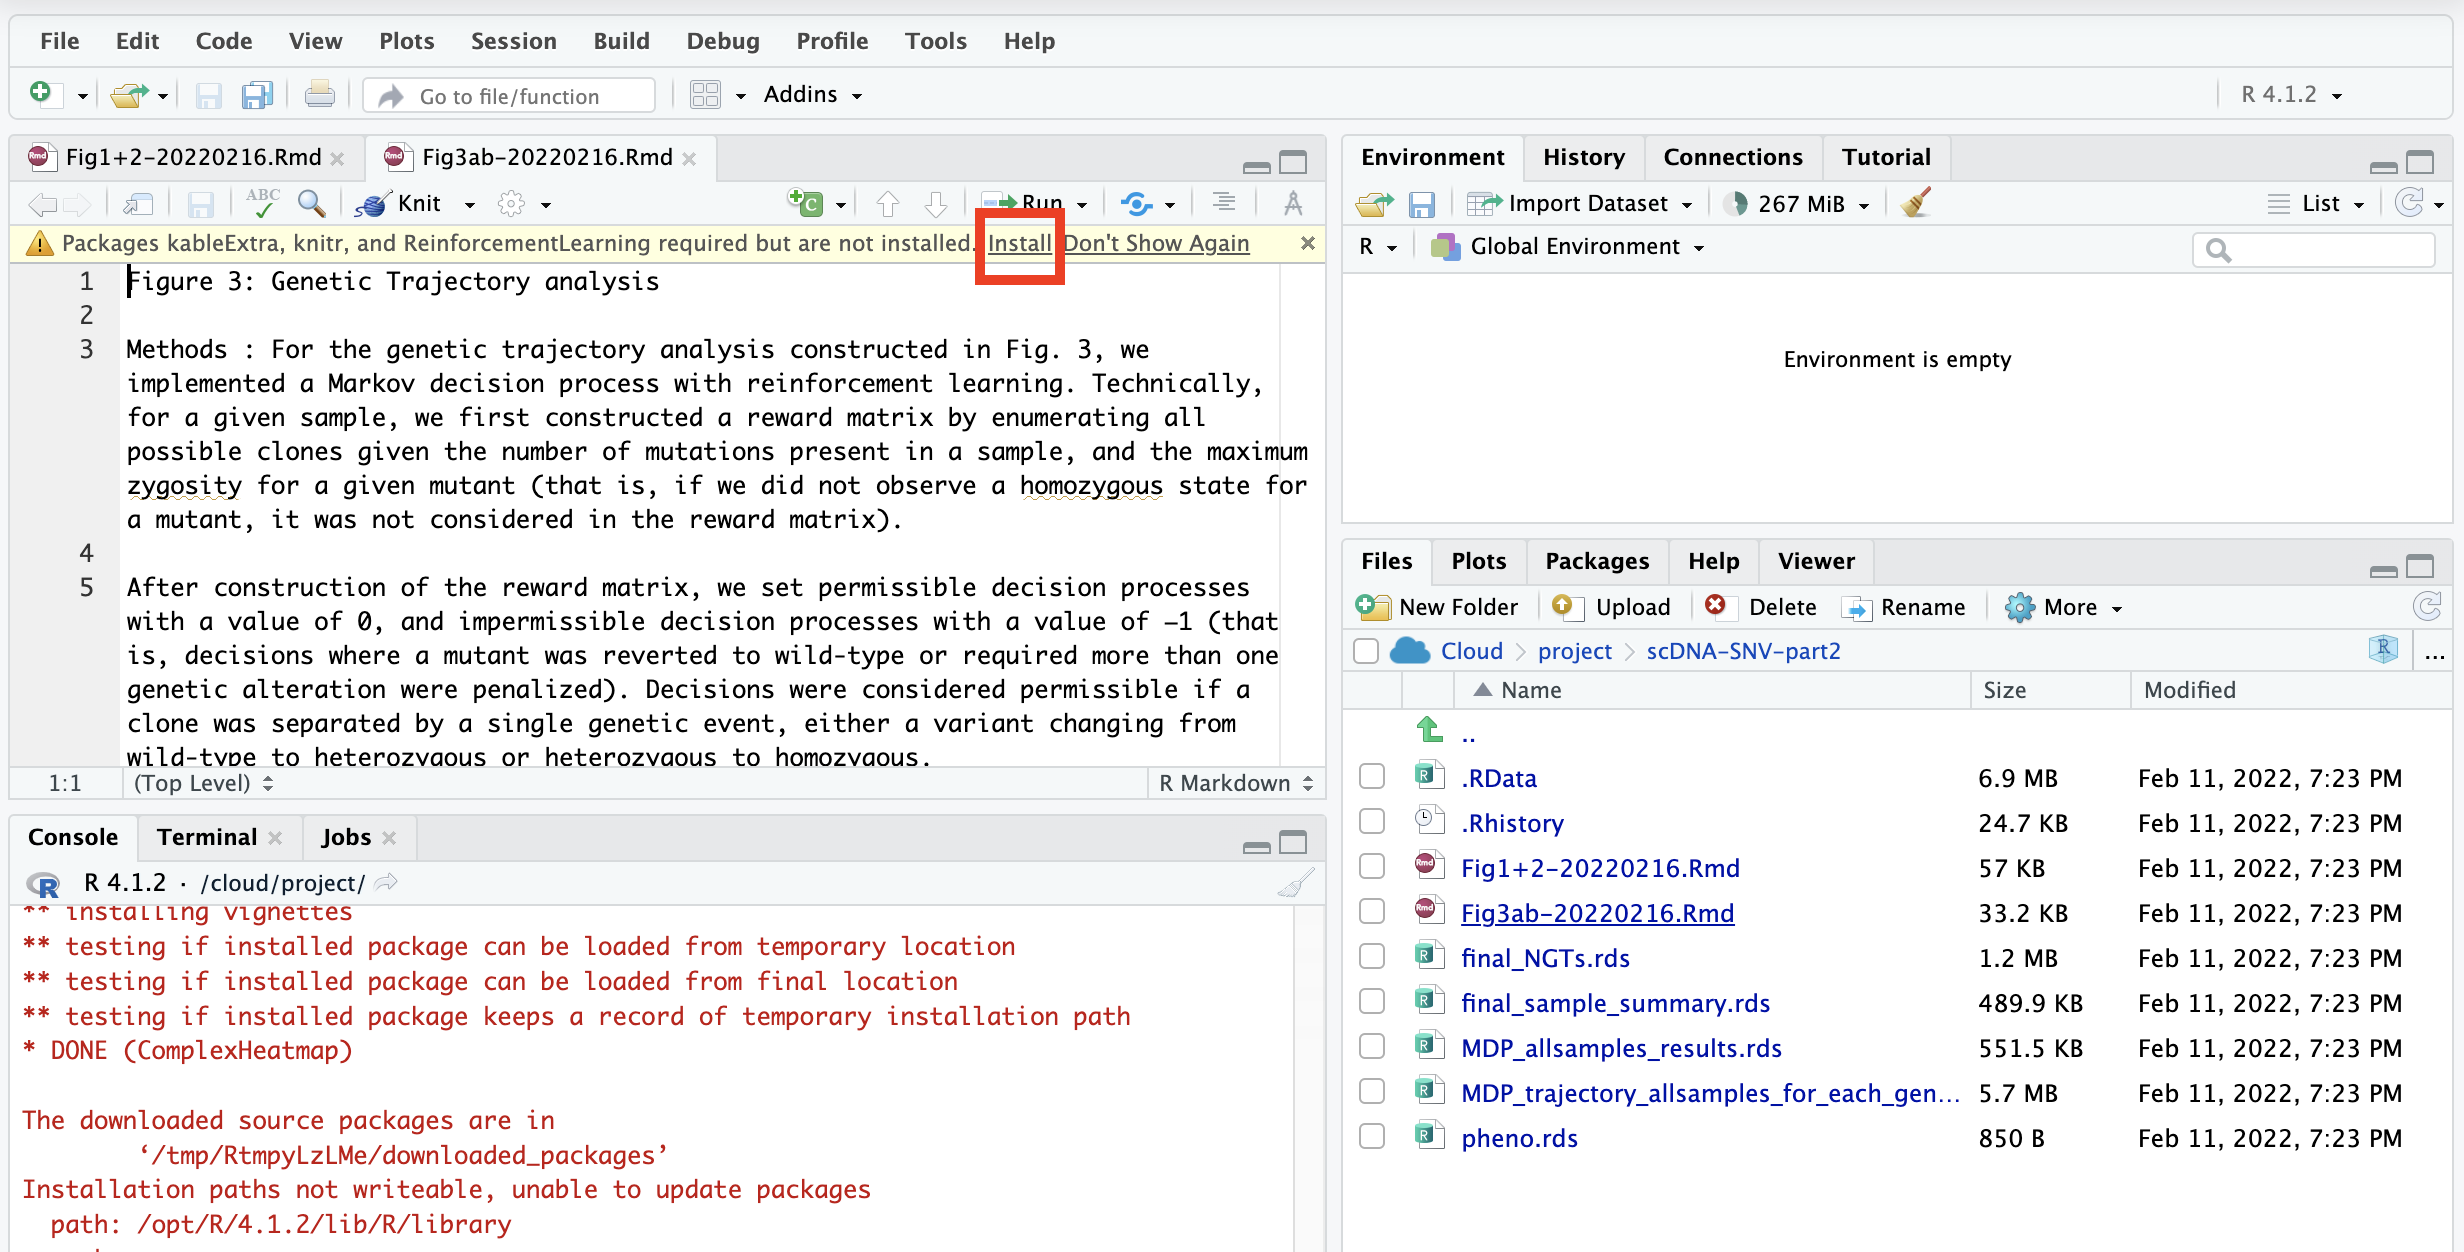 File Edit Code View Plots Session Build Debug Profile Tools Help
Go to file/function Addins R 4.1.2
Fig1+2-20220216.Rmd Fig3ab-20220216.Rmd
ABC Knit Run
Packages kableExtra, knitr, and ReinforcementLearning required but are not installed. Install Don't Show Again
1 Figure 3: Genetic Trajectory analysis
2
3 Methods : For the genetic trajectory analysis constructed in Fig. 3, we
implemented a Markov decision process with reinforcement learning. Technically,
for a given sample, we first constructed a reward matrix by enumerating all
possible clones given the number of mutations present in a sample, and the maximum
zygosity for a given mutant (that is, if we did not observe a homozygous state for
a mutant, it was not considered in the reward matrix).
4
5 After construction of the reward matrix, we set permissible decision processes
with a value of 0, and impermissible decision processes with a value of −1 (that
is, decisions where a mutant was reverted to wild-type or required more than one
genetic alteration were penalized). Decisions were considered permissible if a
clone was separated by a single genetic event, either a variant changing from
wild-type to heterozygous or heterozygous to homozygous.
1:1 (Top Level) R Markdown
Console Terminal Jobs
R 4.1.2 · /cloud/project/
** installing vignettes
** testing if installed package can be loaded from temporary location
** testing if installed package can be loaded from final location
** testing if installed package keeps a record of temporary installation path
* DONE (ComplexHeatmap)
The downloaded source packages are in
‘/tmp/RtmpyLzLMe/downloaded_packages’
Installation paths not writeable, unable to update packages
path: /opt/R/4.1.2/lib/R/library
Environment History Connections Tutorial
Import Dataset 267 MiB List
R Global Environment
Environment is empty
Files Plots Packages Help Viewer
New Folder Upload Delete Rename More
Cloud project scDNA-SNV-part2 ...
Name Size Modified
..
.RData 6.9 MB Feb 11, 2022, 7:23 PM
.Rhistory 24.7 KB Feb 11, 2022, 7:23 PM
Fig1+2-20220216.Rmd 57 KB Feb 11, 2022, 7:23 PM
Fig3ab-20220216.Rmd 33.2 KB Feb 11, 2022, 7:23 PM
final_NGTs.rds 1.2 MB Feb 11, 2022, 7:23 PM
final_sample_summary.rds 489.9 KB Feb 11, 2022, 7:23 PM
MDP_allsamples_results.rds 551.5 KB Feb 11, 2022, 7:23 PM
MDP_trajectory_allsamples_for_each_gen... 5.7 MB Feb 11, 2022, 7:23 PM
pheno.rds 850 B Feb 11, 2022, 7:23 PM